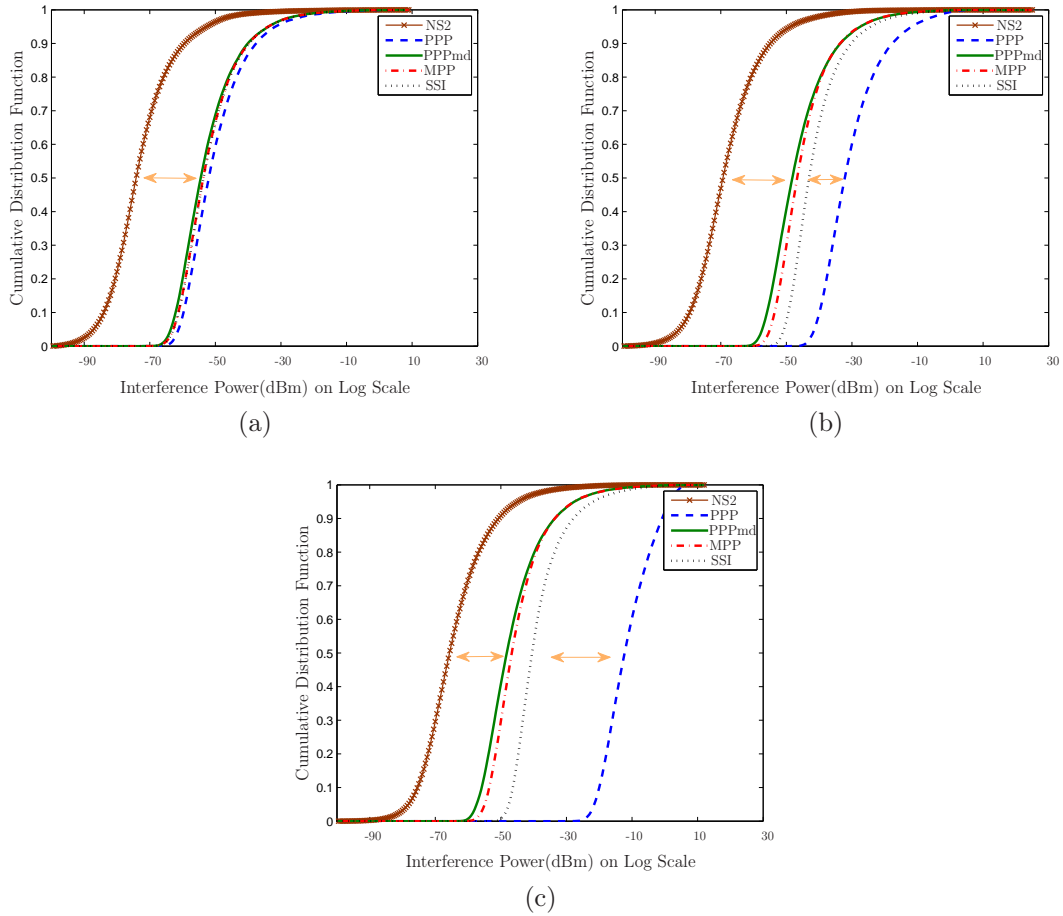 1
0.9
0.8
0.7
0.6
0.5
0.4
0.3
0.2
0.1
0
Cumulative Distribution Function
NS2
PPP
PPPmd
MPP
SSI
-90 -70 -50 -30 -10 10 30
Interference Power(dBm) on Log Scale
(a)
1
0.9
0.8
0.7
0.6
0.5
0.4
0.3
0.2
0.1
0
Cumulative Distribution Function
NS2
PPP
PPPmd
MPP
SSI
-90 -70 -50 -30 -10 10 30
Interference Power(dBm) on Log Scale
(b)
1
0.9
0.8
0.7
0.6
0.5
0.4
0.3
0.2
0.1
0
Cumulative Distribution Function
NS2
PPP
PPPmd
MPP
SSI
-90 -70 -50 -30 -10 10 30
Interference Power(dBm) on Log Scale
(c)